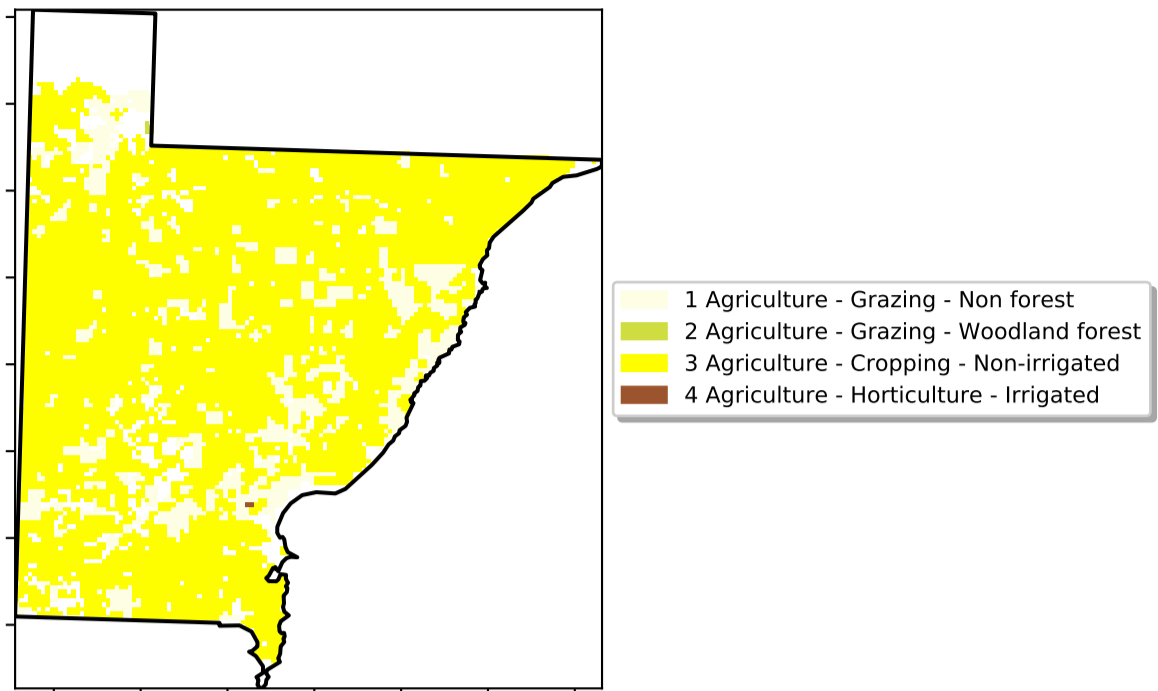 1 Agriculture - Grazing - Non forest
2 Agriculture - Grazing - Woodland forest
3 Agriculture - Cropping - Non-irrigated
4 Agriculture - Horticulture - Irrigated